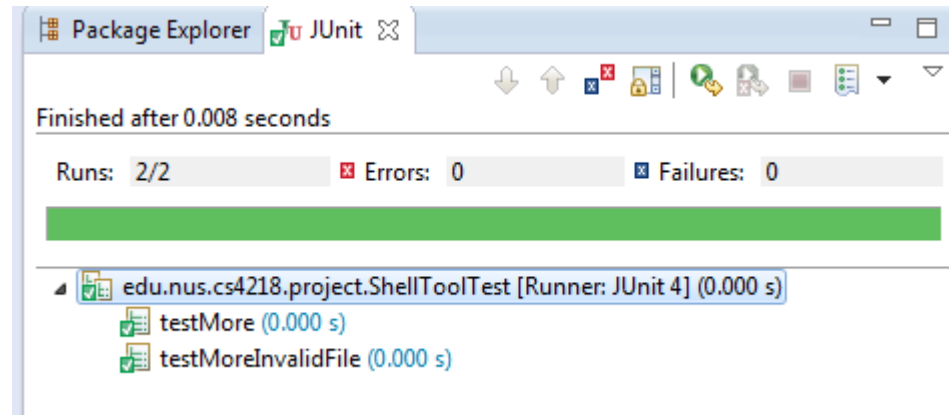 Package Explorer JUnit
Finished after 0.008 seconds
Runs: 2/2 Errors: 0 Failures: 0
edu.nus.cs4218.project.ShellToolTest [Runner: JUnit 4] (0.000 s)
testMore (0.000 s)
testMoreInvalidFile (0.000 s)